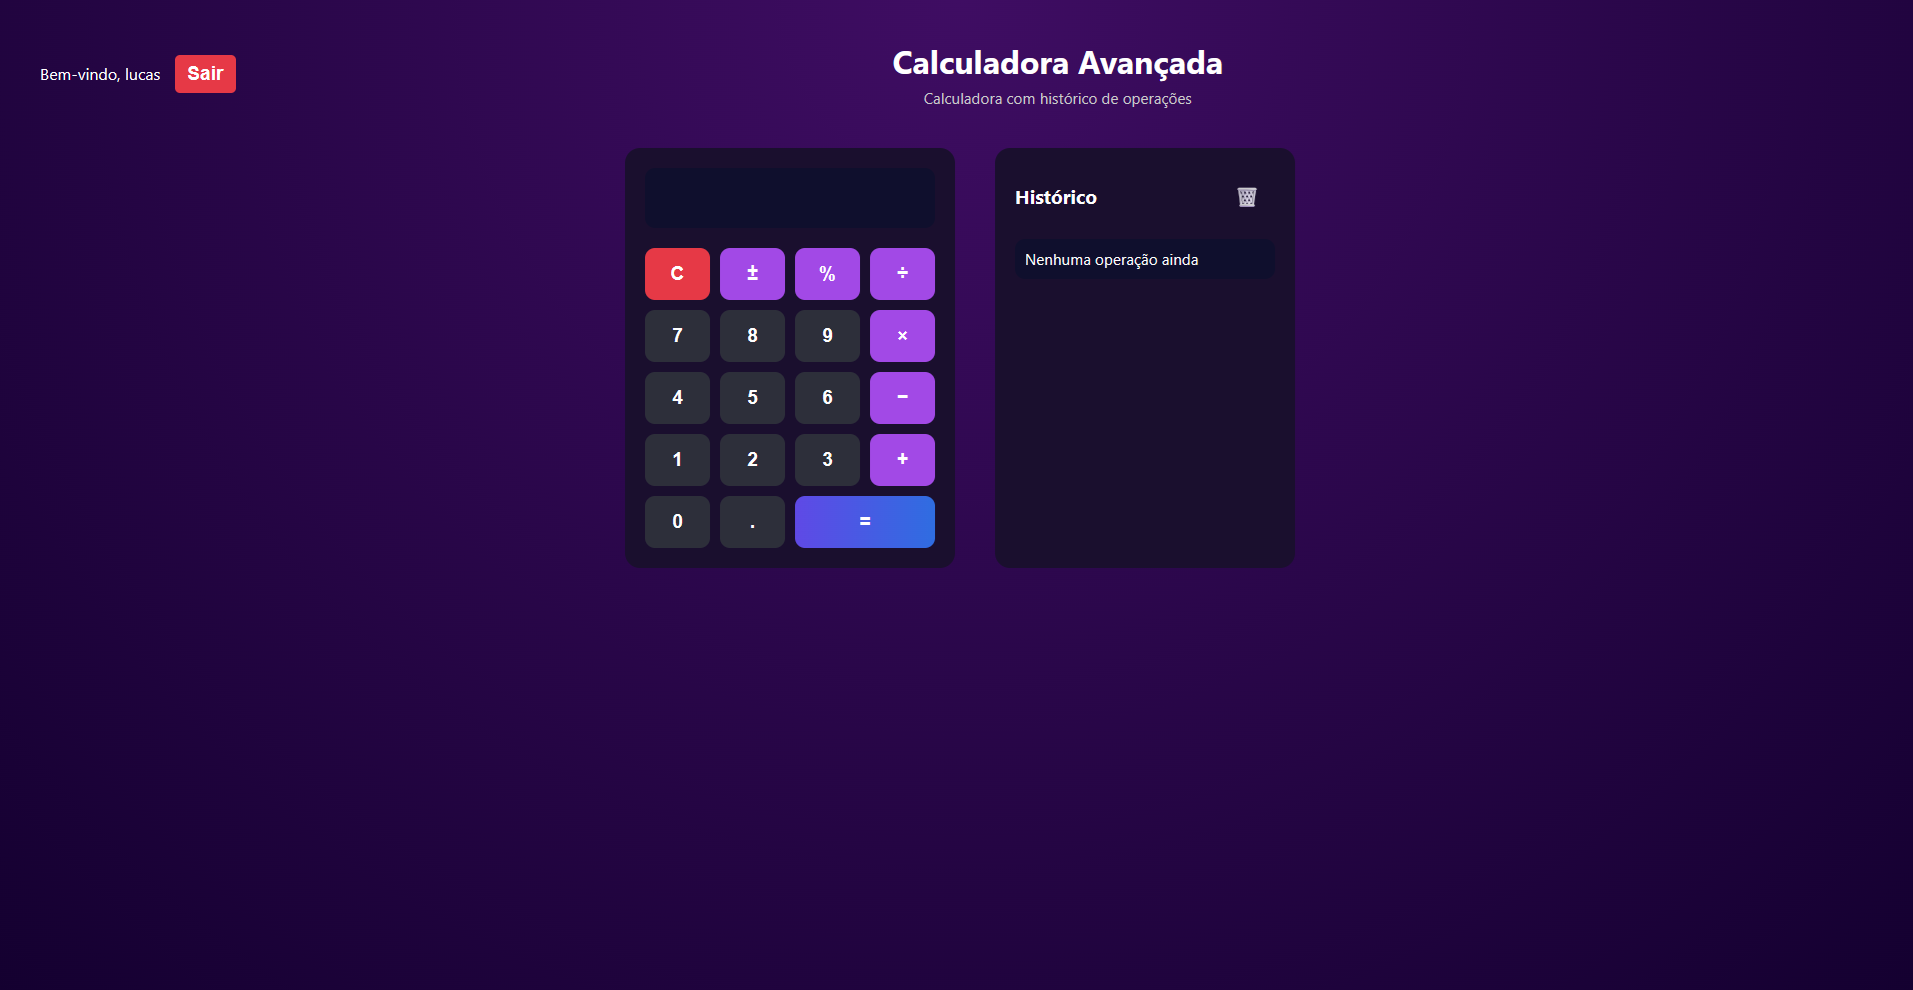 Bem-vindo, lucas
Sair
Calculadora Avançada
Calculadora com histórico de operações
C ± % ÷
7 8 9 ×
4 5 6 −
1 2 3 +
0 . =
Histórico
Nenhuma operação ainda